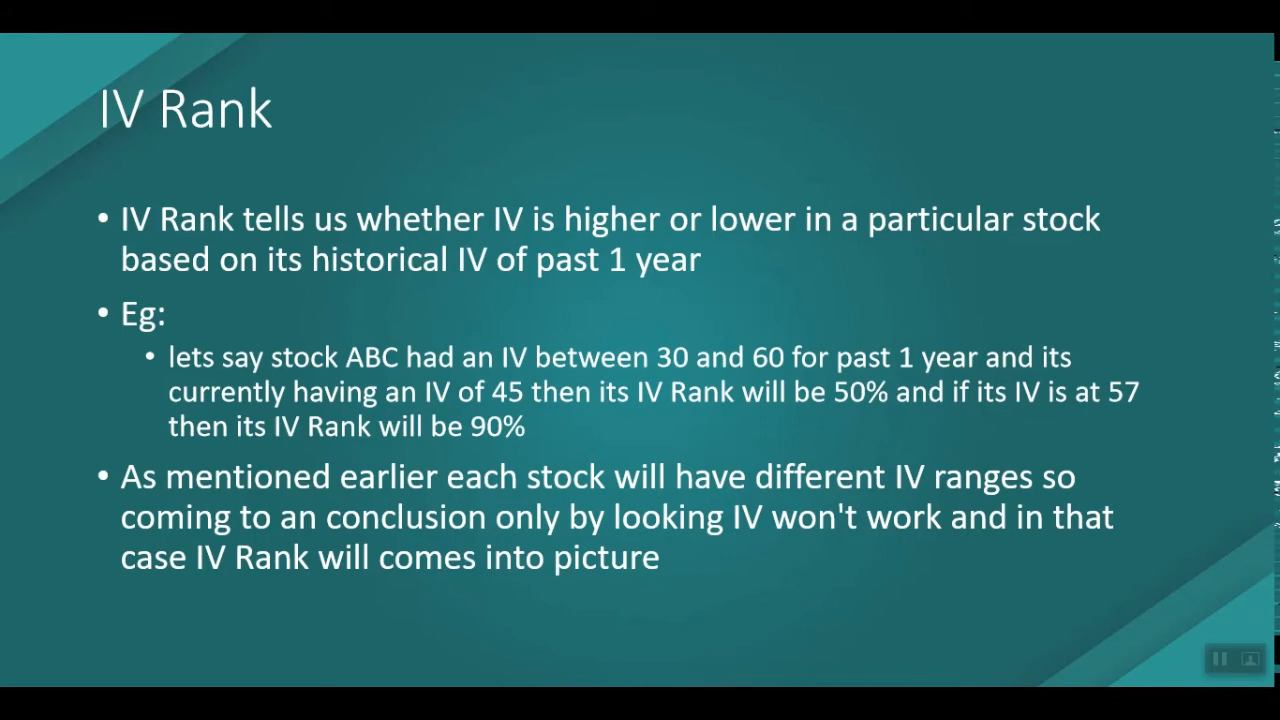 IV Rank
• IV Rank tells us whether IV is higher or lower in a particular stock
based on its historical IV of past 1 year
• Eg:
• lets say stock ABC had an IV between 30 and 60 for past 1 year and its
currently having an IV of 45 then its IV Rank will be 50% and if its IV is at 57
then its IV Rank will be 90%
• As mentioned earlier each stock will have different IV ranges so
coming to an conclusion only by looking IV won't work and in that
case IV Rank will comes into picture